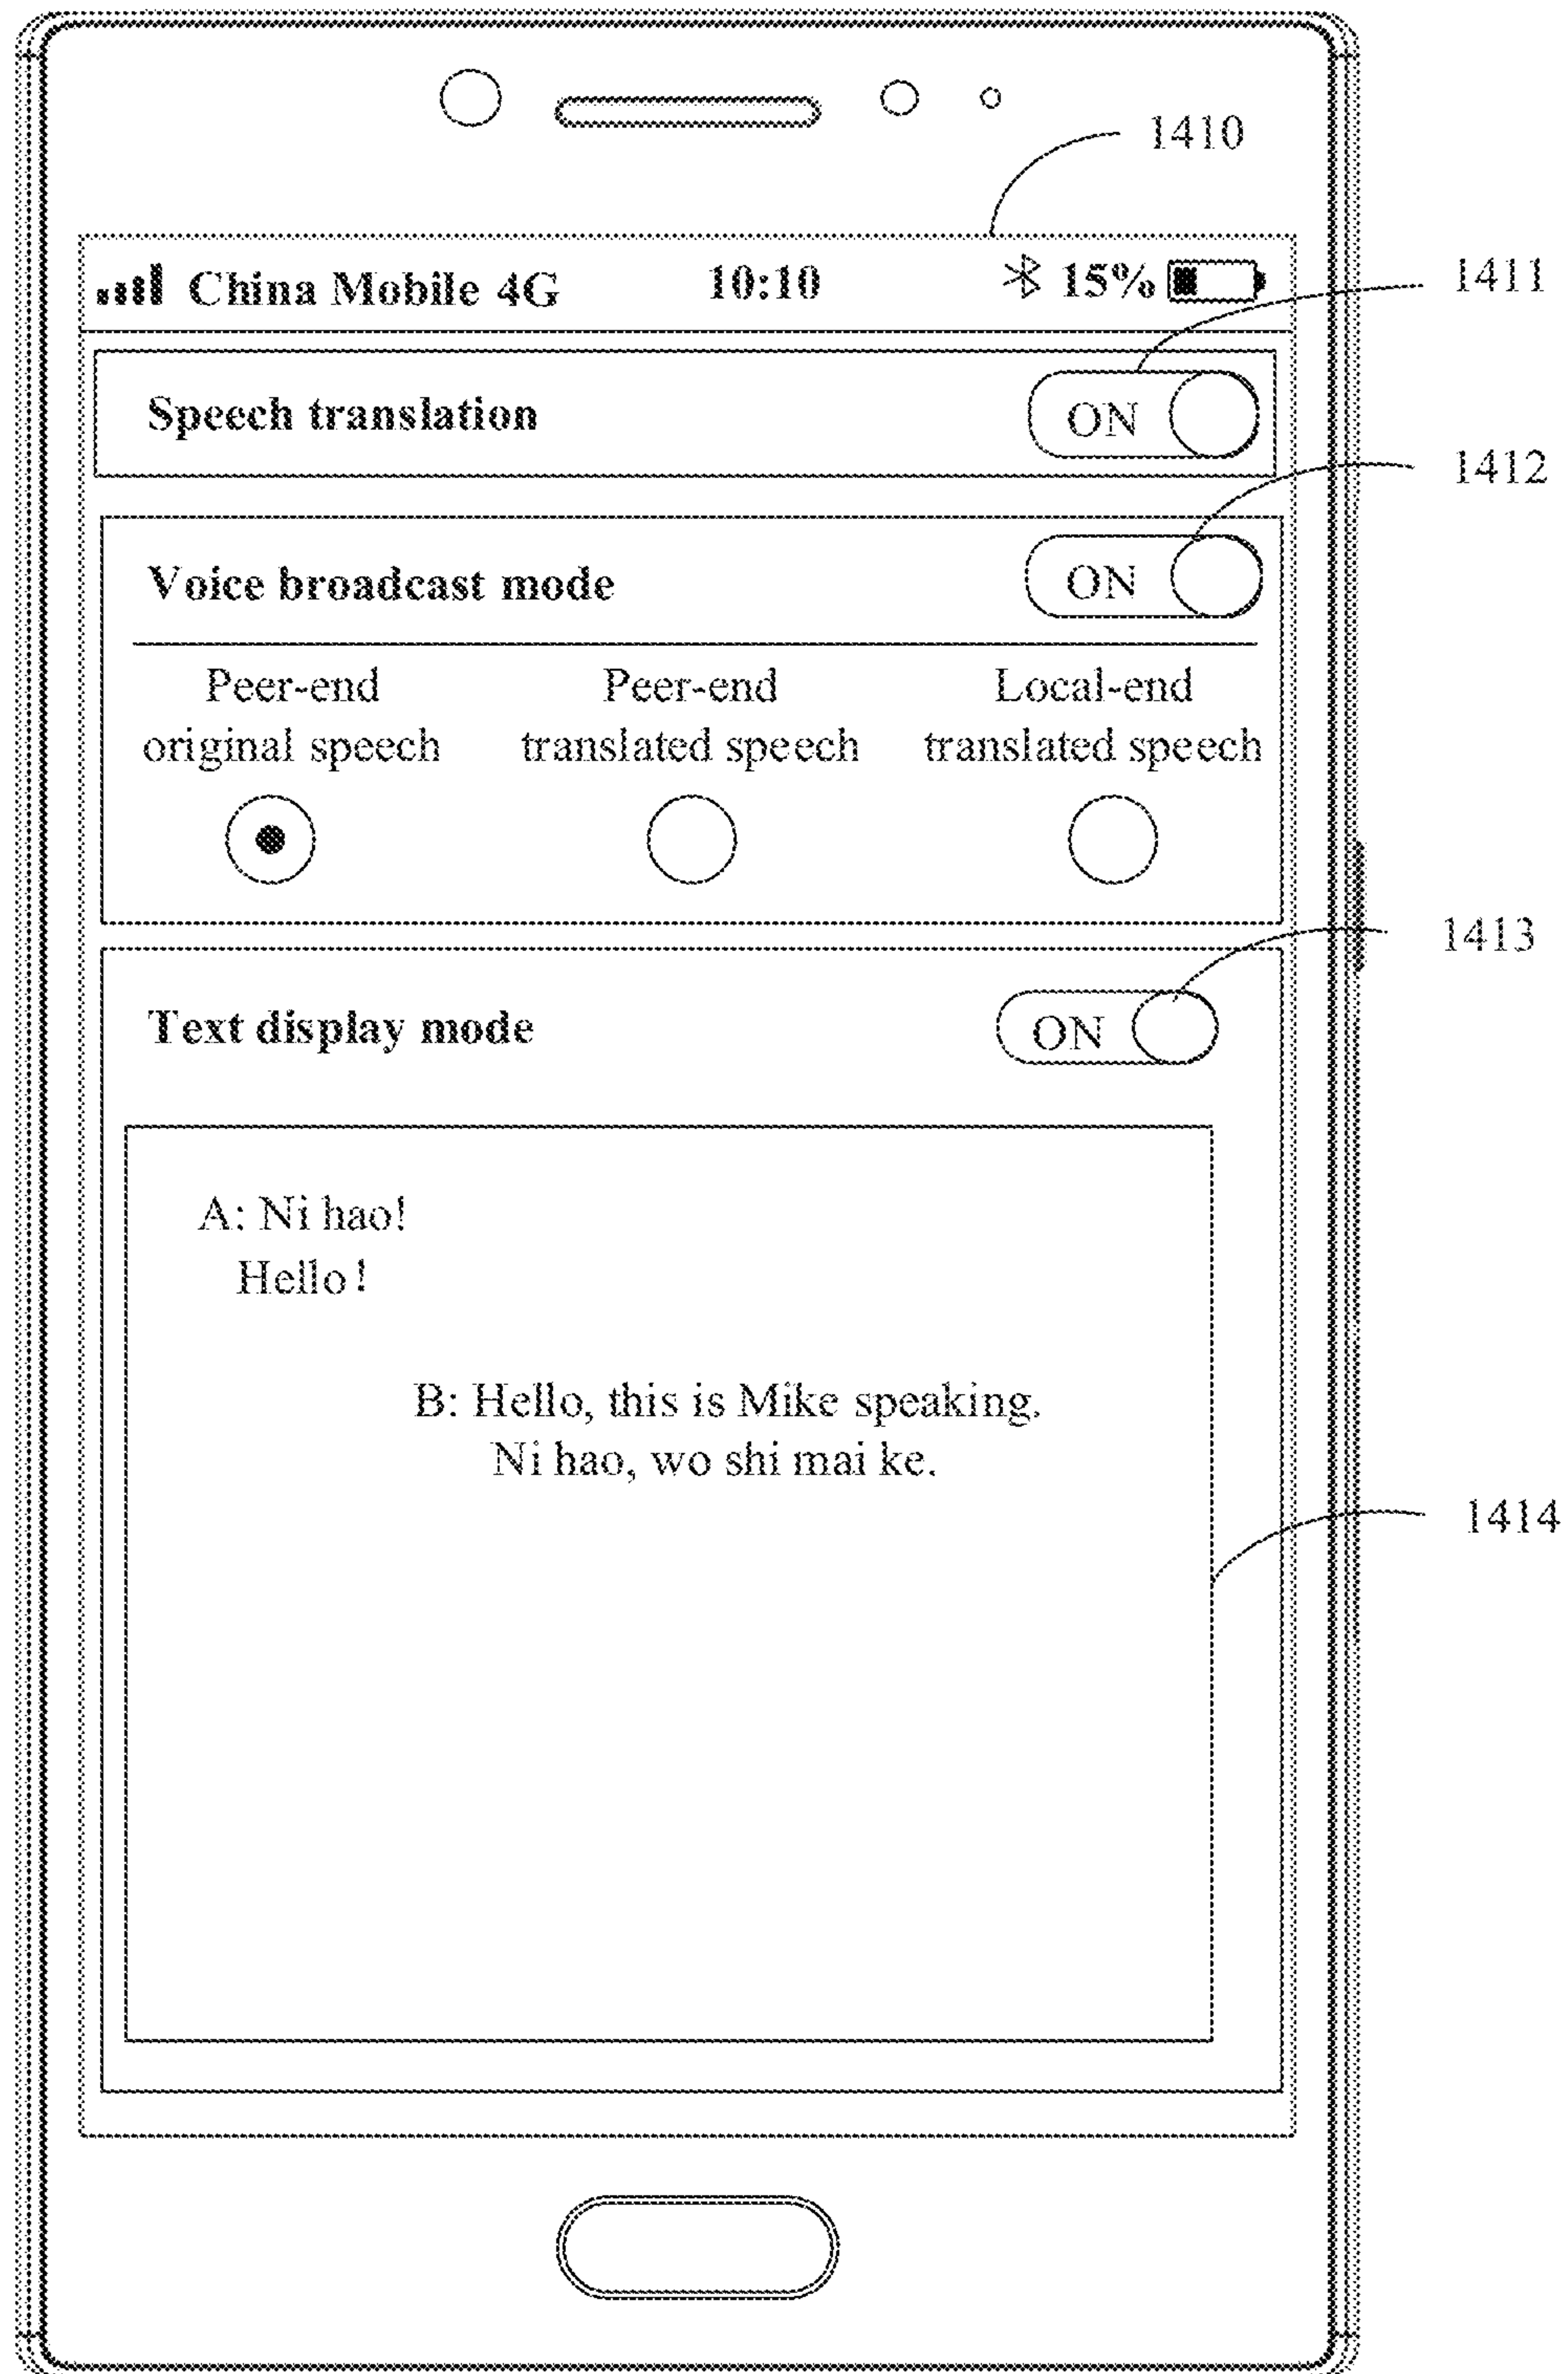 1410
China Mobile 4G 10:10 15%
1411
Speech translation ON
1412
Voice broadcast mode ON
Peer-end Peer-end Local-end
original speech translated speech translated speech
1413
Text display mode ON
A: Ni hao!
Hello!
B: Hello, this is Mike speaking.
Ni hao, wo shi mai ke.
1414